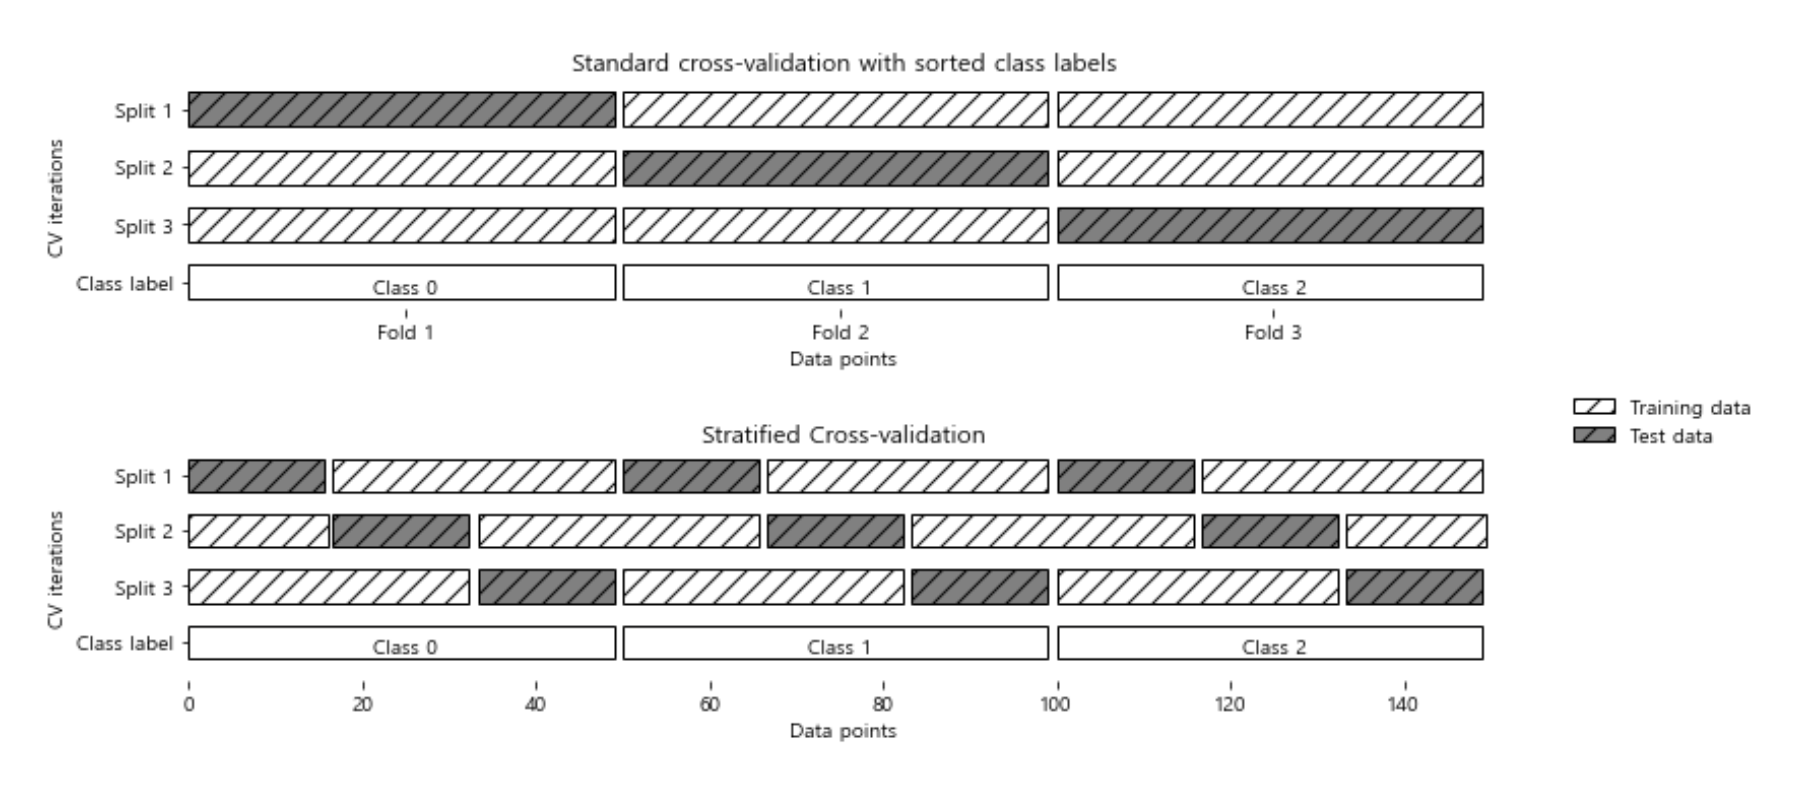 Standard cross-validation with sorted class labels
CV iterations
Split 1
Split 2
Split 3
Class label
Class 0
Class 1
Class 2
Fold 1
Fold 2
Fold 3
Data points
Training data
Test data
Stratified Cross-validation
CV iterations
Split 1
Split 2
Split 3
Class label
Class 0
Class 1
Class 2
0
20
40
60
80
100
120
140
Data points